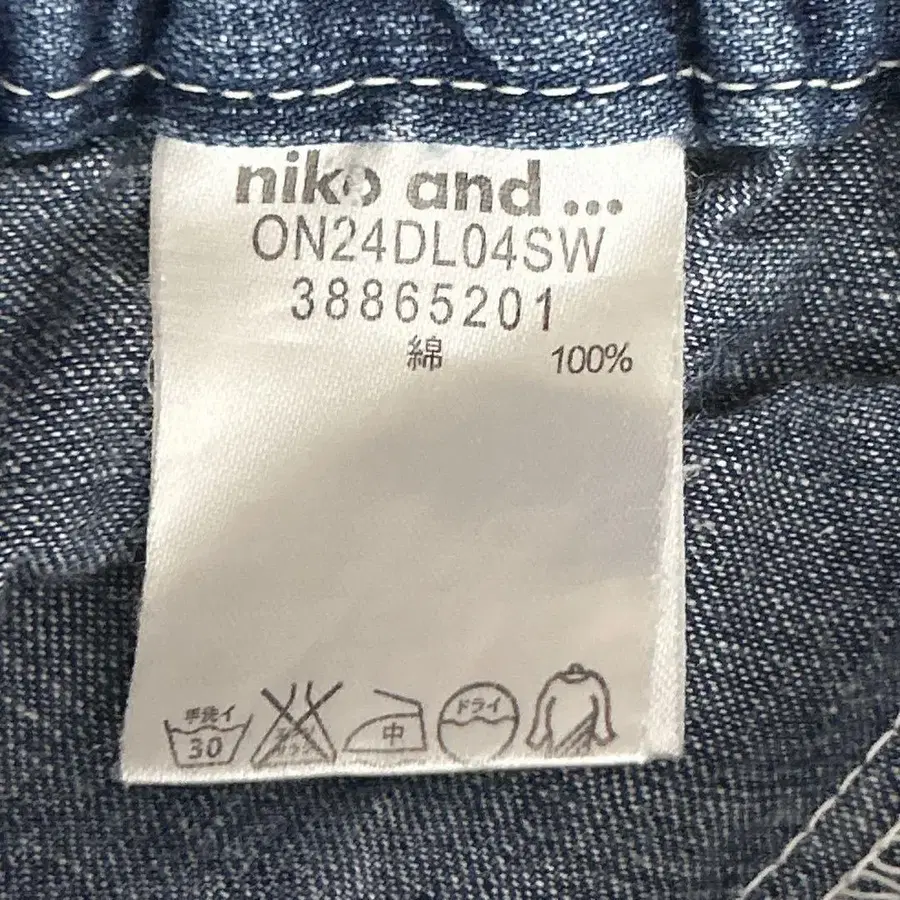 niko and ...
ON24DL04SW
38865201
綿 100%
手洗イ 30 中 ドライ